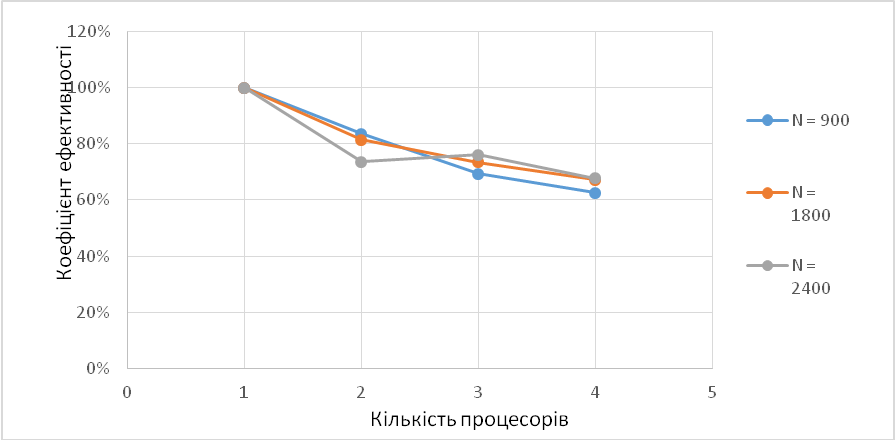 Коефіцієнт ефективності
120%
100%
80%
60%
40%
20%
0%
0 1 2 3 4 5
Кількість процесорів
N = 900
N =
1800
N =
2400